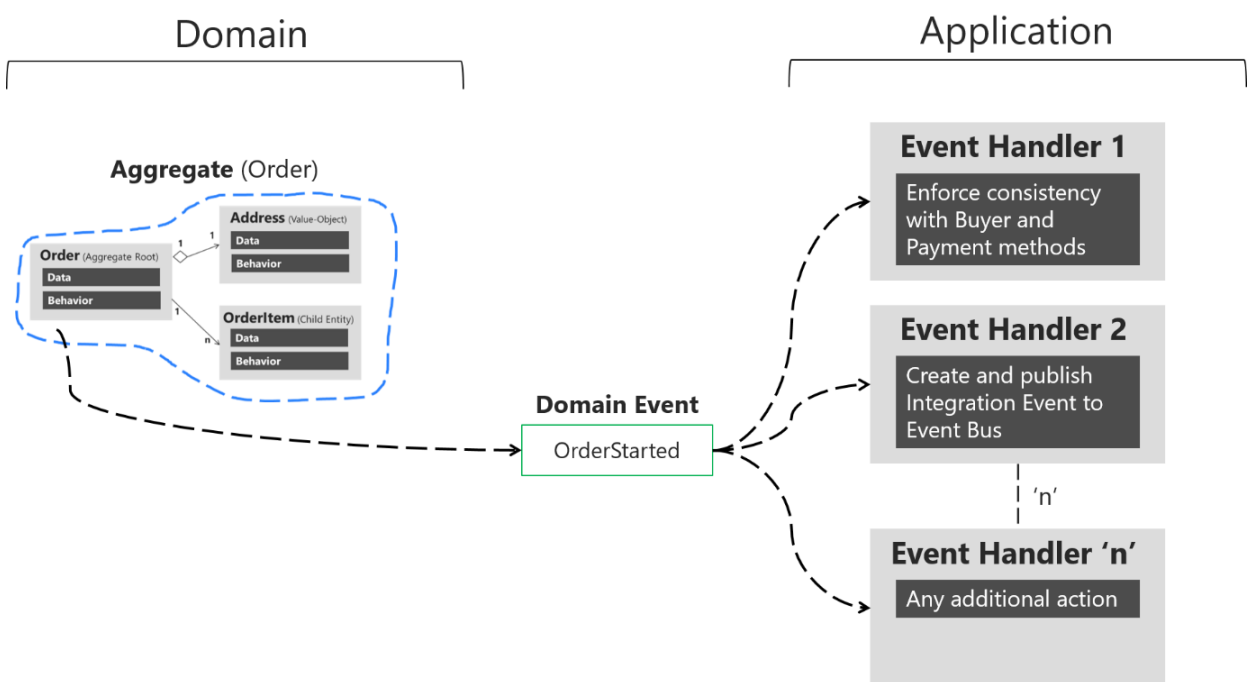 Domain
Application
Aggregate (Order)
Order (Aggregate Root)
Data
Behavior
1
1
Address (Value-Object)
Data
Behavior
1
n
OrderItem (Child Entity)
Data
Behavior
Domain Event
OrderStarted
Event Handler 1
Enforce consistency
with Buyer and
Payment methods
Event Handler 2
Create and publish
Integration Event to
Event Bus
'n'
Event Handler ‘n’
Any additional action